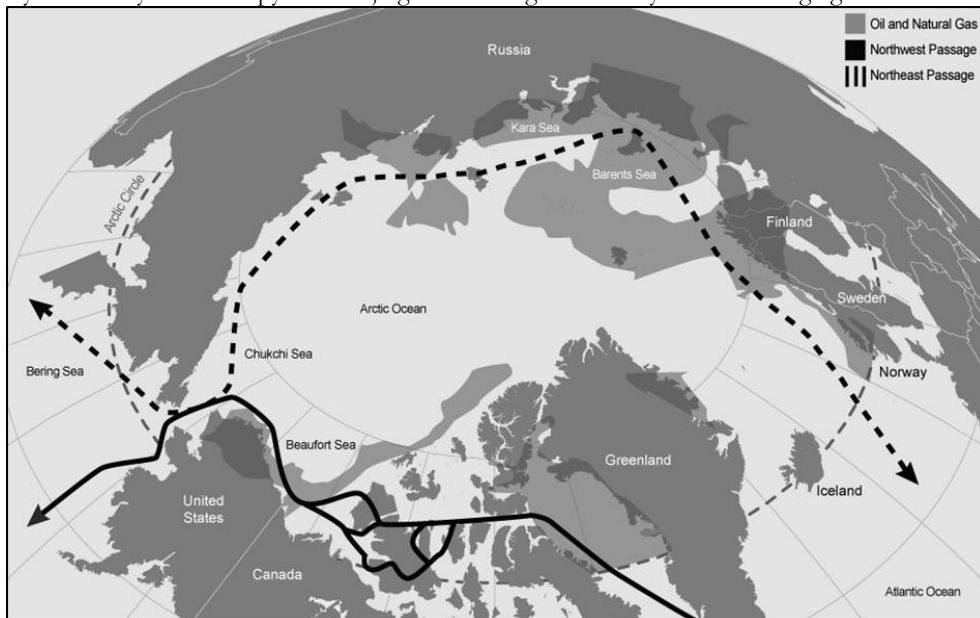 Oil and Natural Gas
Northwest Passage
Northeast Passage
Russia
Kara Sea
Barents Sea
Arctic Circle
Finland
Sweden
Norway
Arctic Ocean
Chukchi Sea
Bering Sea
Beaufort Sea
Greenland
Iceland
United
States
Canada
Atlantic Ocean